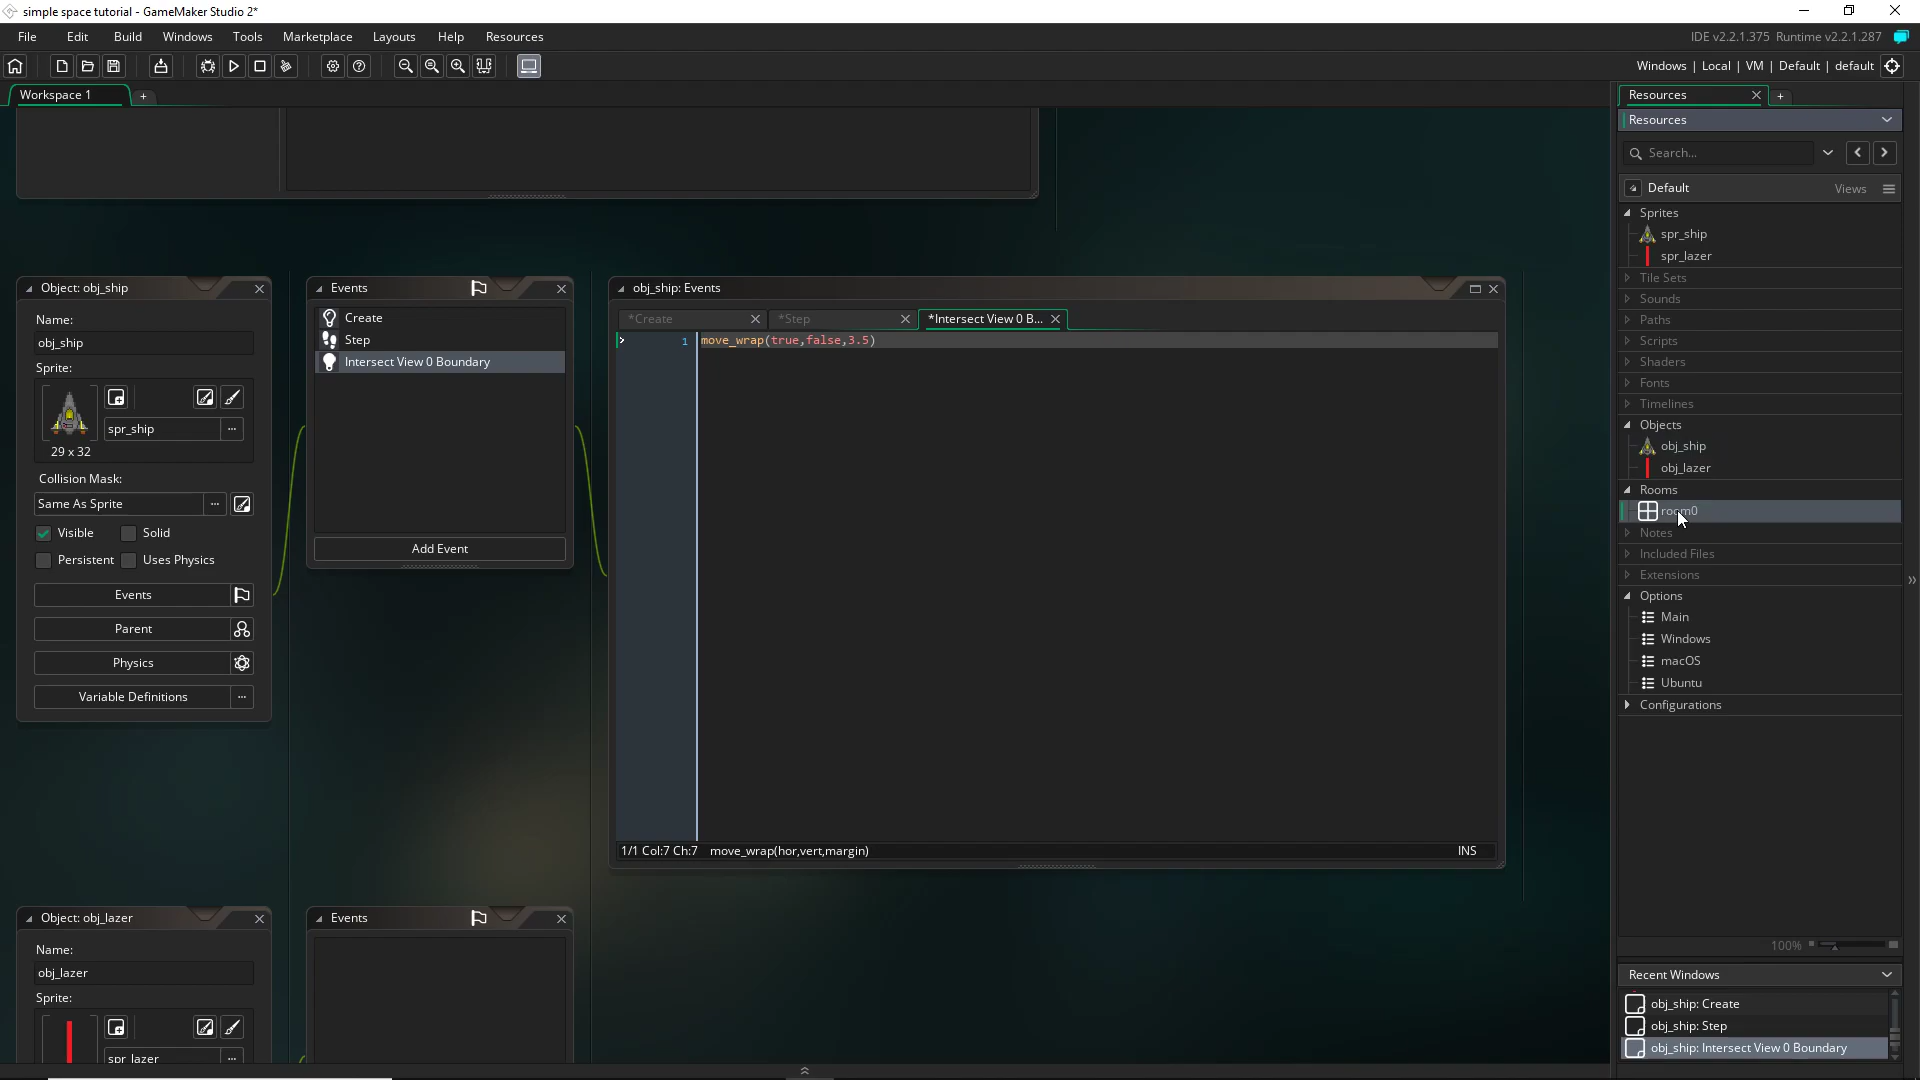 simple space tutorial - GameMaker Studio 2*
File Edit Build Windows Tools Marketplace Layouts Help Resources
IDE v2.2.1.375 Runtime v2.2.1.287
Windows | Local | VM | Default | default
Workspace 1
+
Resources
+
Resources
Search...
Default
Views
Sprites
spr_ship
spr_lazer
Tile Sets
Sounds
Paths
Scripts
Shaders
Fonts
Timelines
Objects
obj_ship
obj_lazer
Rooms
room0
Notes
Included Files
Extensions
Options
Main
Windows
macOS
Ubuntu
Configurations
100%
Recent Windows
obj_ship: Create
obj_ship: Step
obj_ship: Intersect View 0 Boundary
Object: obj_ship
Name:
obj_ship
Sprite:
spr_ship
29 x 32
Collision Mask:
Same As Sprite
Visible
Solid
Persistent
Uses Physics
Events
Parent
Physics
Variable Definitions
Events
Create
Step
Intersect View 0 Boundary
Add Event
obj_ship: Events
*Create
*Step
*Intersect View 0 B...
1 move_wrap(true,false,3.5)
1/1 Col:7 Ch:7 move_wrap(hor,vert,margin)
INS
Object: obj_lazer
Name:
obj_lazer
Sprite:
spr_lazer
Events